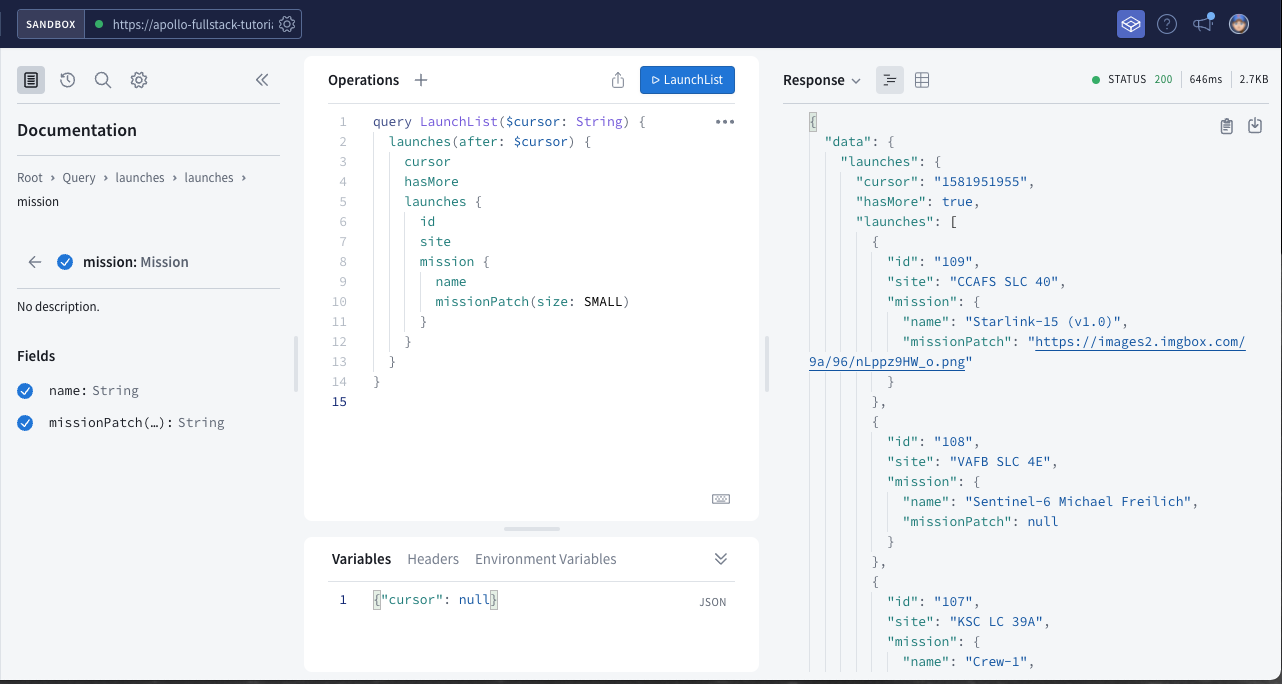 SANDBOX
https://apollo-fullstack-tutori
Documentation
Root › Query › launches › launches ›
mission
mission: Mission
No description.
Fields
name: String
missionPatch(…): String
Operations
LaunchList
1 query LaunchList($cursor: String) {
2 launches(after: $cursor) {
3 cursor
4 hasMore
5 launches {
6 id
7 site
8 mission {
9 name
10 missionPatch(size: SMALL)
11 }
12 }
13 }
14 }
15
Variables Headers Environment Variables
1 {"cursor": null}
JSON
Response
STATUS 200 646ms 2.7KB
{
"data": {
"launches": {
"cursor": "1581951955",
"hasMore": true,
"launches": [
{
"id": "109",
"site": "CCAFS SLC 40",
"mission": {
"name": "Starlink-15 (v1.0)",
"missionPatch": "https://images2.imgbox.com/
9a/96/nLppz9HW_o.png"
}
},
{
"id": "108",
"site": "VAFB SLC 4E",
"mission": {
"name": "Sentinel-6 Michael Freilich",
"missionPatch": null
}
},
{
"id": "107",
"site": "KSC LC 39A",
"mission": {
"name": "Crew-1",